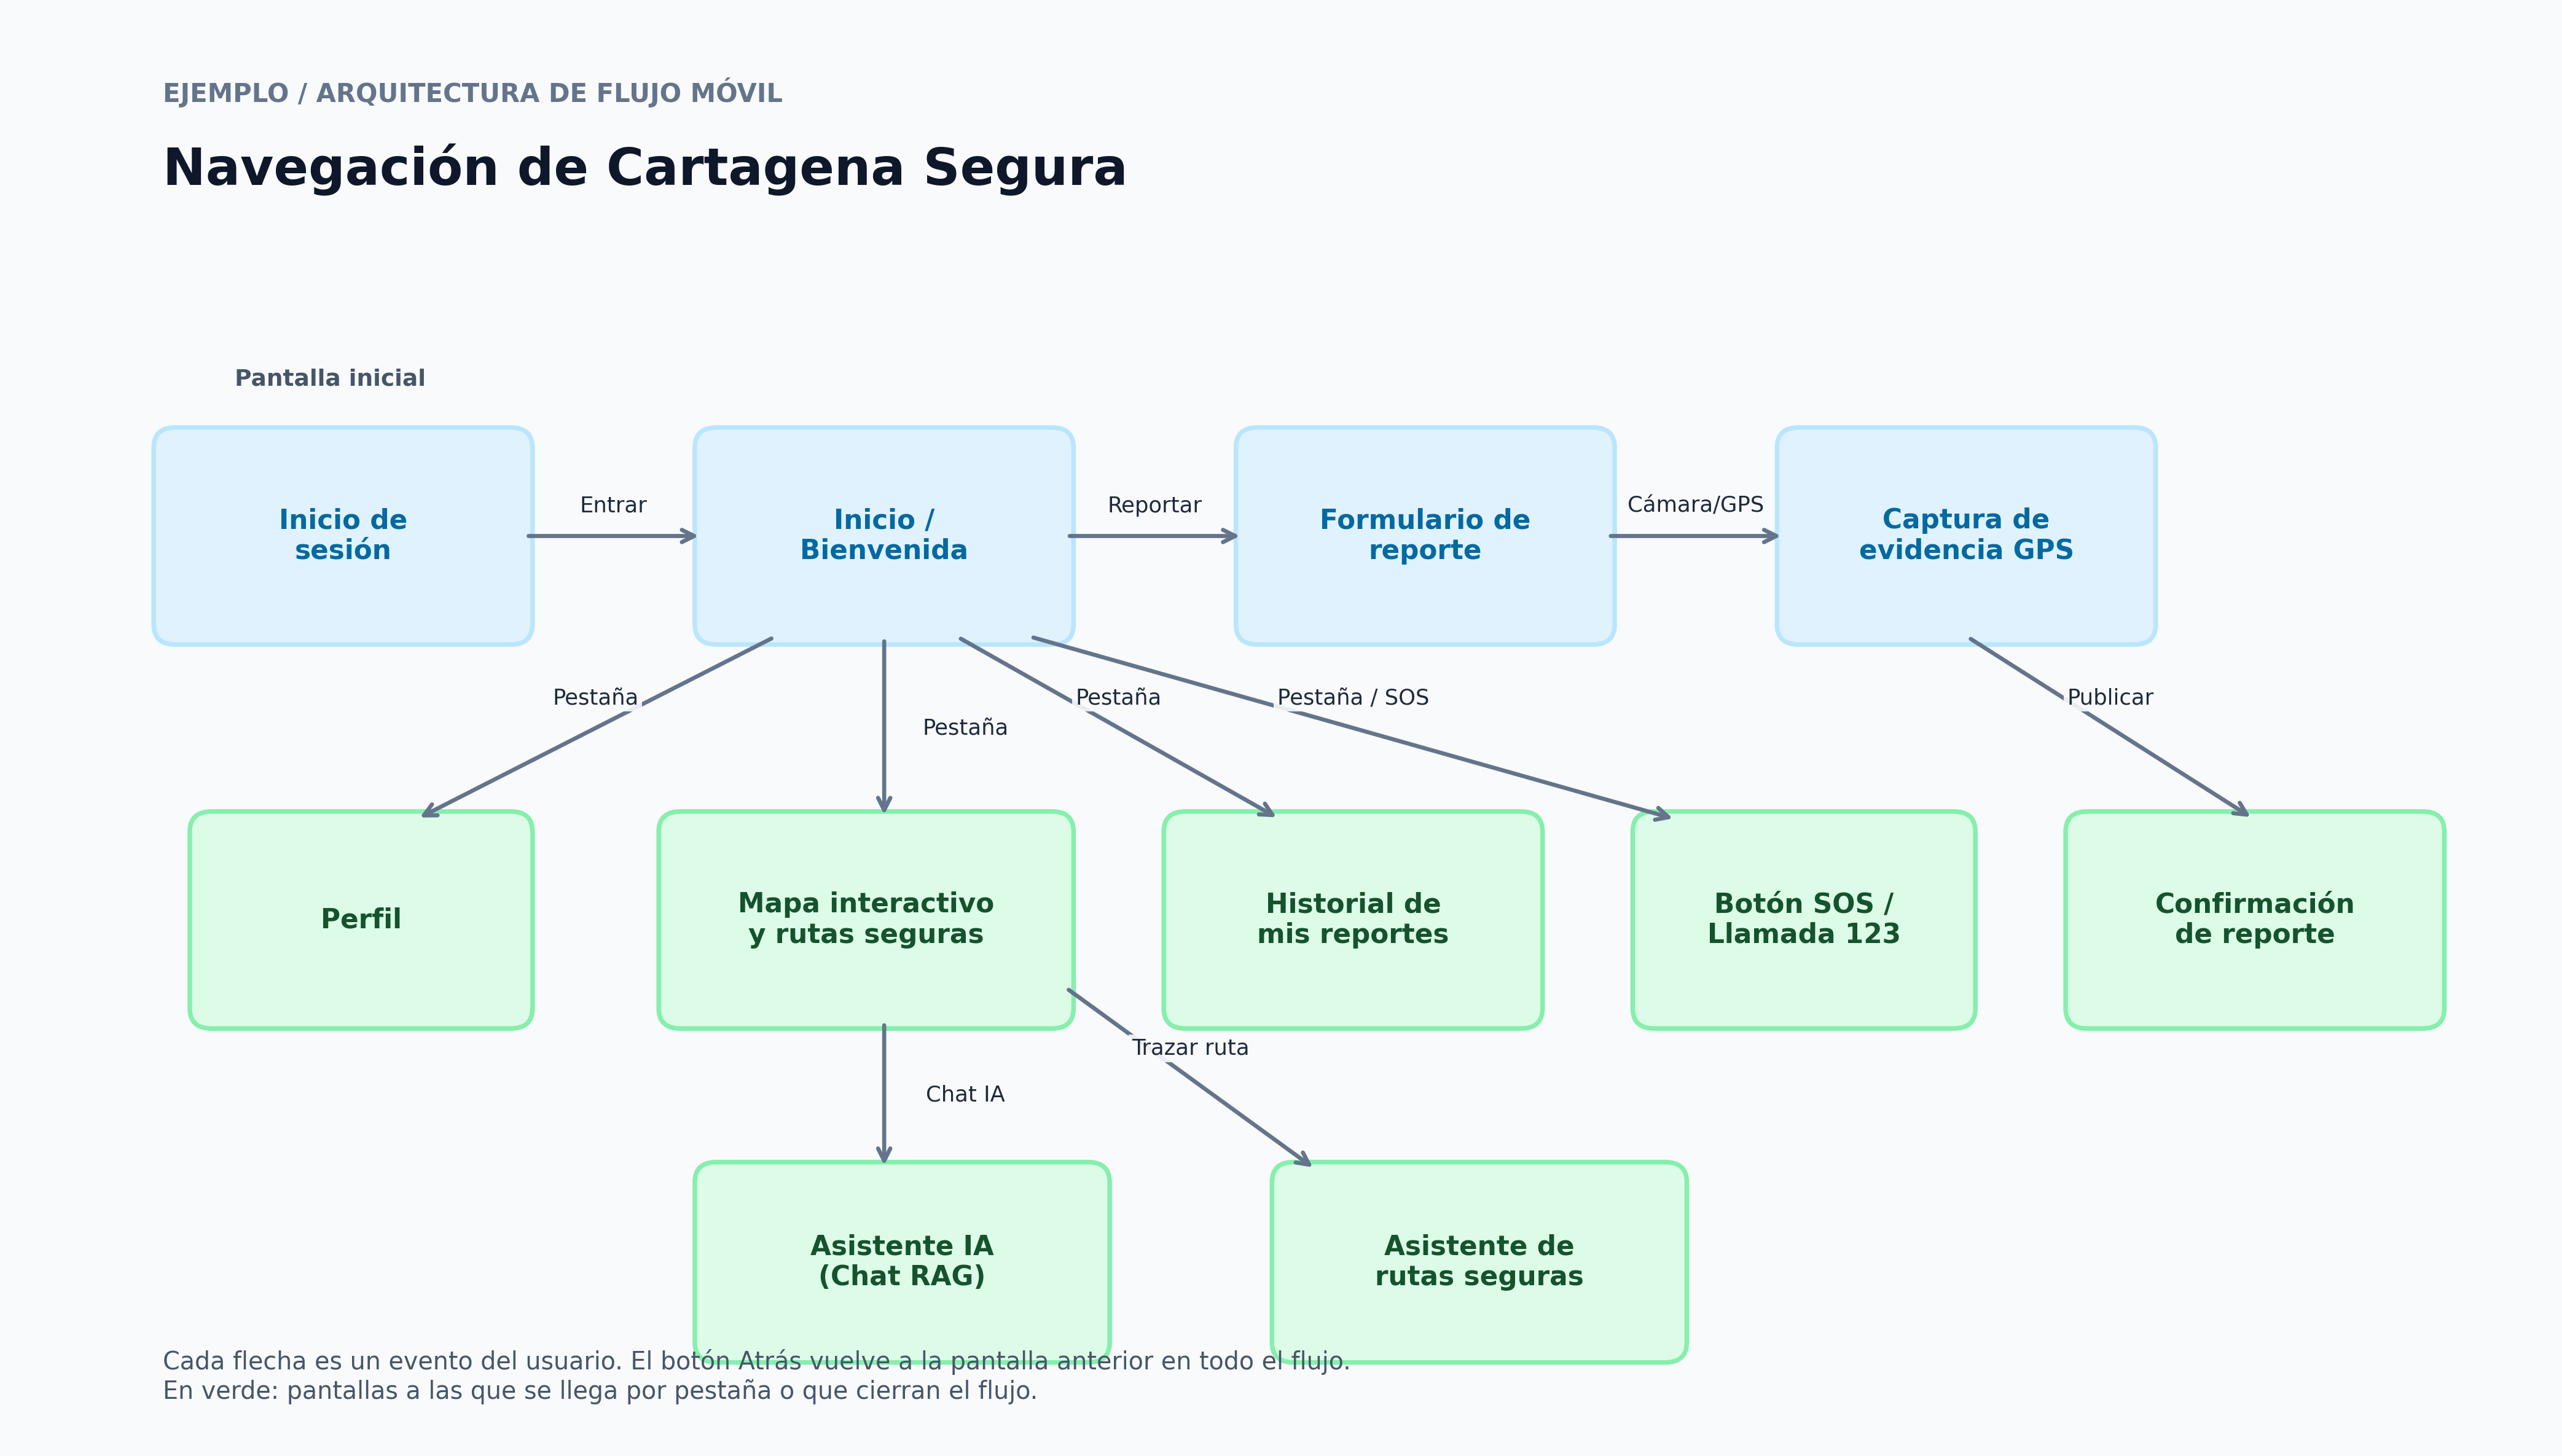 EJEMPLO / ARQUITECTURA DE FLUJO MÓVIL
Navegación de Cartagena Segura
Pantalla inicial
Inicio de
sesión
Entrar
Inicio /
Bienvenida
Reportar
Formulario de
reporte
Cámara/GPS
Captura de
evidencia GPS
Pestaña
Pestaña
Pestaña
Pestaña / SOS
Publicar
Perfil
Mapa interactivo
y rutas seguras
Historial de
mis reportes
Botón SOS /
Llamada 123
Confirmación
de reporte
Chat IA
Trazar ruta
Asistente IA
(Chat RAG)
Asistente de
rutas seguras
Cada flecha es un evento del usuario. El botón Atrás vuelve a la pantalla anterior en todo el flujo.
En verde: pantallas a las que se llega por pestaña o que cierran el flujo.